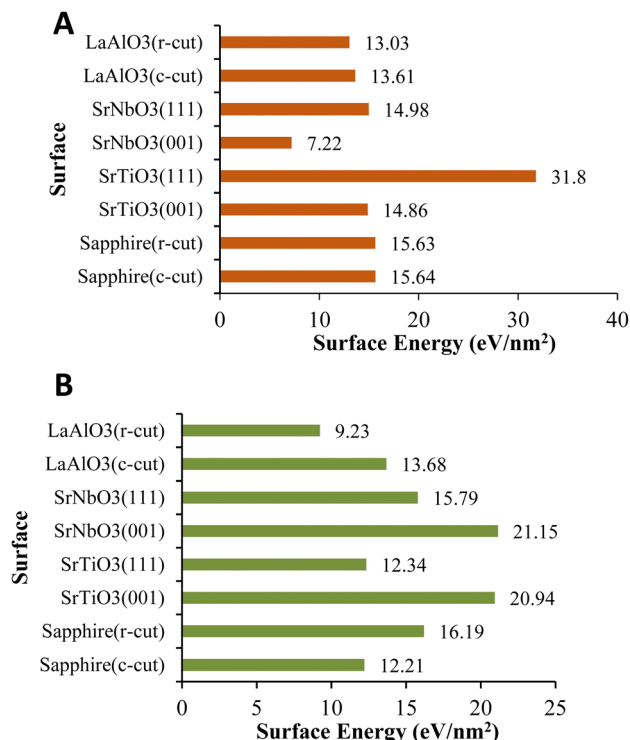 A
LaAlO3(r-cut) 13.03
LaAlO3(c-cut) 13.61
SrNbO3(111) 14.98
SrNbO3(001) 7.22
SrTiO3(111) 31.8
SrTiO3(001) 14.86
Sapphire(r-cut) 15.63
Sapphire(c-cut) 15.64
Surface
0 10 20 30 40
Surface Energy (eV/nm²)
B
LaAlO3(r-cut) 9.23
LaAlO3(c-cut) 13.68
SrNbO3(111) 15.79
SrNbO3(001) 21.15
SrTiO3(111) 12.34
SrTiO3(001) 20.94
Sapphire(r-cut) 16.19
Sapphire(c-cut) 12.21
Surface
0 5 10 15 20 25
Surface Energy (eV/nm²)